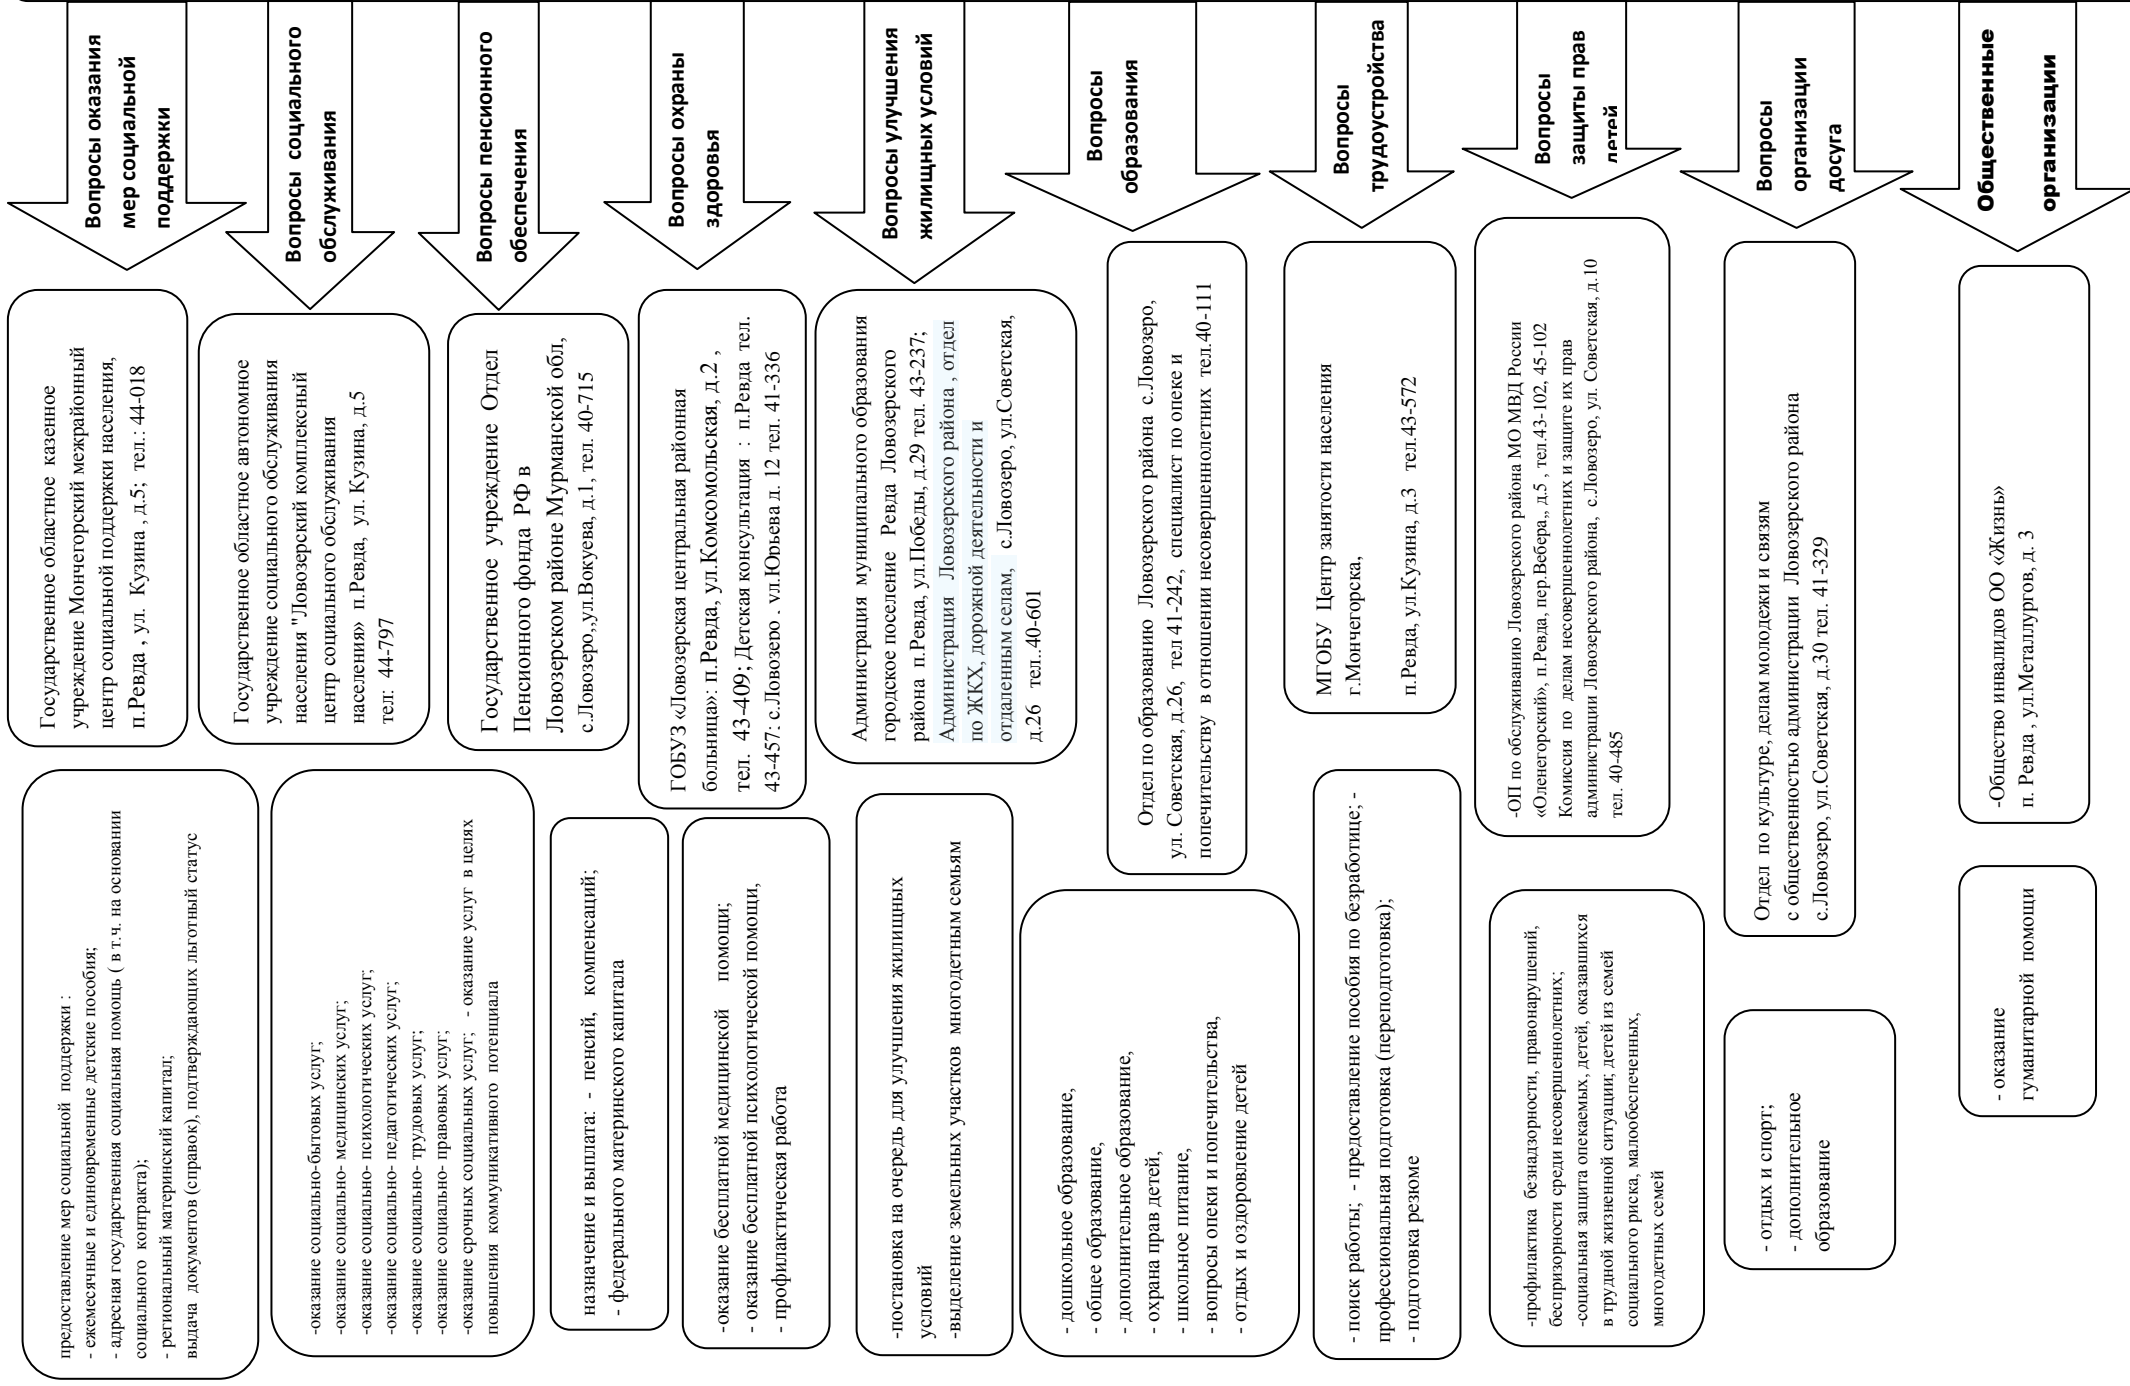 Вопросы оказания
мер социальной
поддержки
Государственное областное казенное
учреждение Мончегорский межрайонный
центр социальной поддержки населения,
п.Ревда , ул. Кузина , д.5; тел.: 44-018
предоставление мер социальной поддержки :
- ежемесячные и единовременные детские пособия;
- адресная государственная социальная помощь ( в т.ч. на основании
социального контракта);
- региональный материнский капитал;
выдача документов (справок), подтверждающих льготный статус
Вопросы социального
обслуживания
Государственное областное автономное
учреждение социального обслуживания
населения "Ловозерский комплексный
центр социального обслуживания
населения» п.Ревда, ул. Кузина, д.5
тел: 44-797
-оказание социально-бытовых услуг;
-оказание социально- медицинских услуг;
-оказание социально- психологических услуг;
-оказание социально- педагогических услуг;
-оказание социально- трудовых услуг;
-оказание социально- правовых услуг;
-оказание срочных социальных услуг; - оказание услуг в целях
повышения коммуникативного потенциала
Вопросы пенсионного
обеспечения
Государственное учреждение Отдел
Пенсионного фонда РФ в
Ловозерском районе Мурманской обл,
с.Ловозеро,,ул.Вокуева, д.1, тел. 40-715
назначение и выплата: - пенсий, компенсаций;
- федерального материнского капитала
Вопросы охраны
здоровья
ГОБУЗ «Ловозерская центральная районная
больница»: п.Ревда, ул.Комсомольская, д.2 ,
тел. 43-409; Детская консультация : п.Ревда тел.
43-457: с.Ловозеро . ул.Юрьева д. 12 тел. 41-336
-оказание бесплатной медицинской помощи;
- оказание бесплатной психологической помощи,
- профилактическая работа
Вопросы улучшения
жилищных условий
Администрация муниципального образования
городское поселение Ревда Ловозерского
района п.Ревда, ул.Победы, д.29 тел. 43-237;
Администрация Ловозерского района , отдел
по ЖКХ, дорожной деятельности и
отдаленным селам, с.Ловозеро, ул.Советская,
д.26 тел..40-601
-постановка на очередь для улучшения жилищных
условий
-выделение земельных участков многодетным семьям
Вопросы
образования
Отдел по образованию Ловозерского района с.Ловозеро,
ул. Советская, д.26, тел 41-242, специалист по опеке и
попечительству в отношении несовершеннолетних тел.40-111
- дошкольное образование,
- общее образование,
- дополнительное образование,
- охрана прав детей,
- школьное питание,
- вопросы опеки и попечительства,
- отдых и оздоровление детей
Вопросы
трудоустройства
МГОБУ Центр занятости населения
г.Мончегорска,
п.Ревда, ул.Кузина, д.3 тел.43-572
- поиск работы; - предоставление пособия по безработице; -
профессиональная подготовка (переподготовка);
- подготовка резюме
Вопросы
защиты прав
детей
-ОП по обслуживанию Ловозерского района МО МВД России
«Оленегорский», п.Ревда, пер.Вебера,, д.5 , тел.43-102, 45-102
Комиссия по делам несовершеннолетних и защите их прав
администрации Ловозерского района, с.Ловозеро, ул. Советская, д.10
тел. 40-485
-профилактика безнадзорности, правонарушений,
беспризорности среди несовершеннолетних;
-социальная защита опекаемых, детей, оказавшихся
в трудной жизненной ситуации; детей из семей
социального риска, малообеспеченных,
многодетных семей
Вопросы
организации
досуга
Отдел по культуре, делам молодежи и связям
с общественностью администрации Ловозерского района
с.Ловозеро, ул.Советская, д.30 тел. 41-329
- отдых и спорт;
- дополнительное
образование
Общественные
организации
-Общество инвалидов ОО «Жизнь»
п. Ревда , ул.Металлургов, д. 3
- оказание
гуманитарной помощи